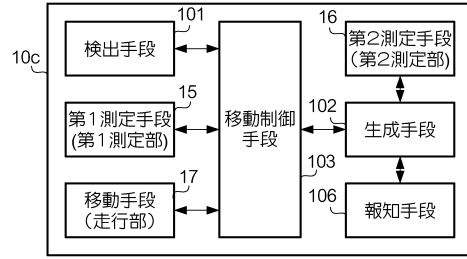 10c
101
検出手段
15
第1測定手段
(第1測定部)
17
移動手段
(走行部)
移動制御
手段
103
16
第2測定手段
(第2測定部)
102
生成手段
106
報知手段